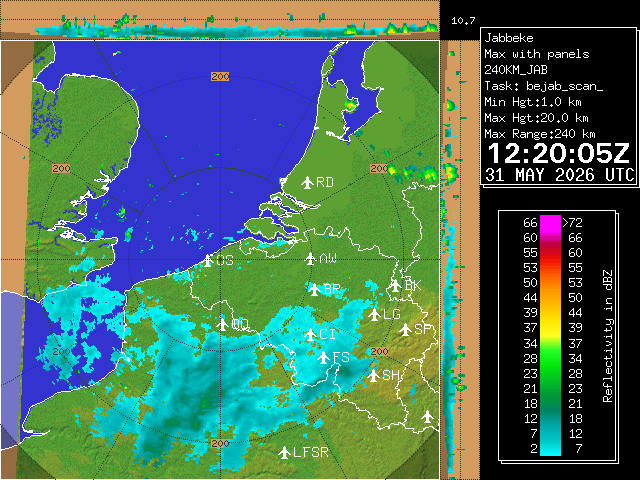 10.7
Jabbeke
Max with panels
240KM_JAB
Task: bejab_scan_
Min Hgt:1.0 km
Max Hgt:20.0 km
Max Range:240 km
12:20:05Z
31 MAY 2026 UTC
200
200
200
RD
OS
AW
BR
BK
LG
SP
CI
FS
SH
200
200
200
LFSR
66 >72
60 66
55 60
53 55
50 53
44 50
40 44
37 40
34 37
28 34
23 28
21 23
18 21
12 18
7 12
2 7
Reflectivity in dBZ